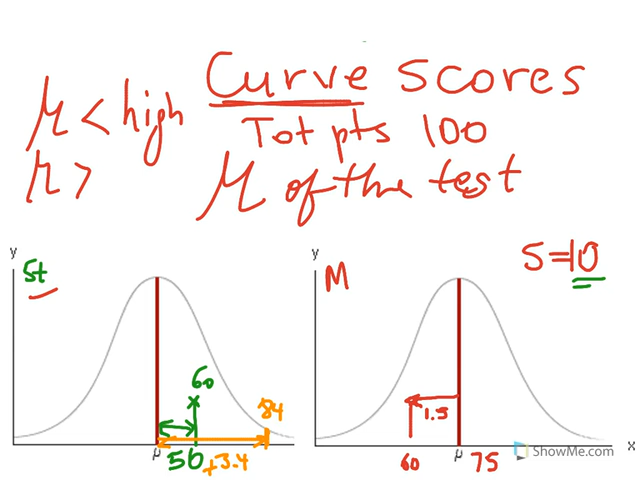 Curve scores
μ < high
Tot pts 100
μ >
μ of the test
y
St
60
84
μ
50
+3.4
y
M
S = 10
1.5
60
μ
75
x
ShowMe.com